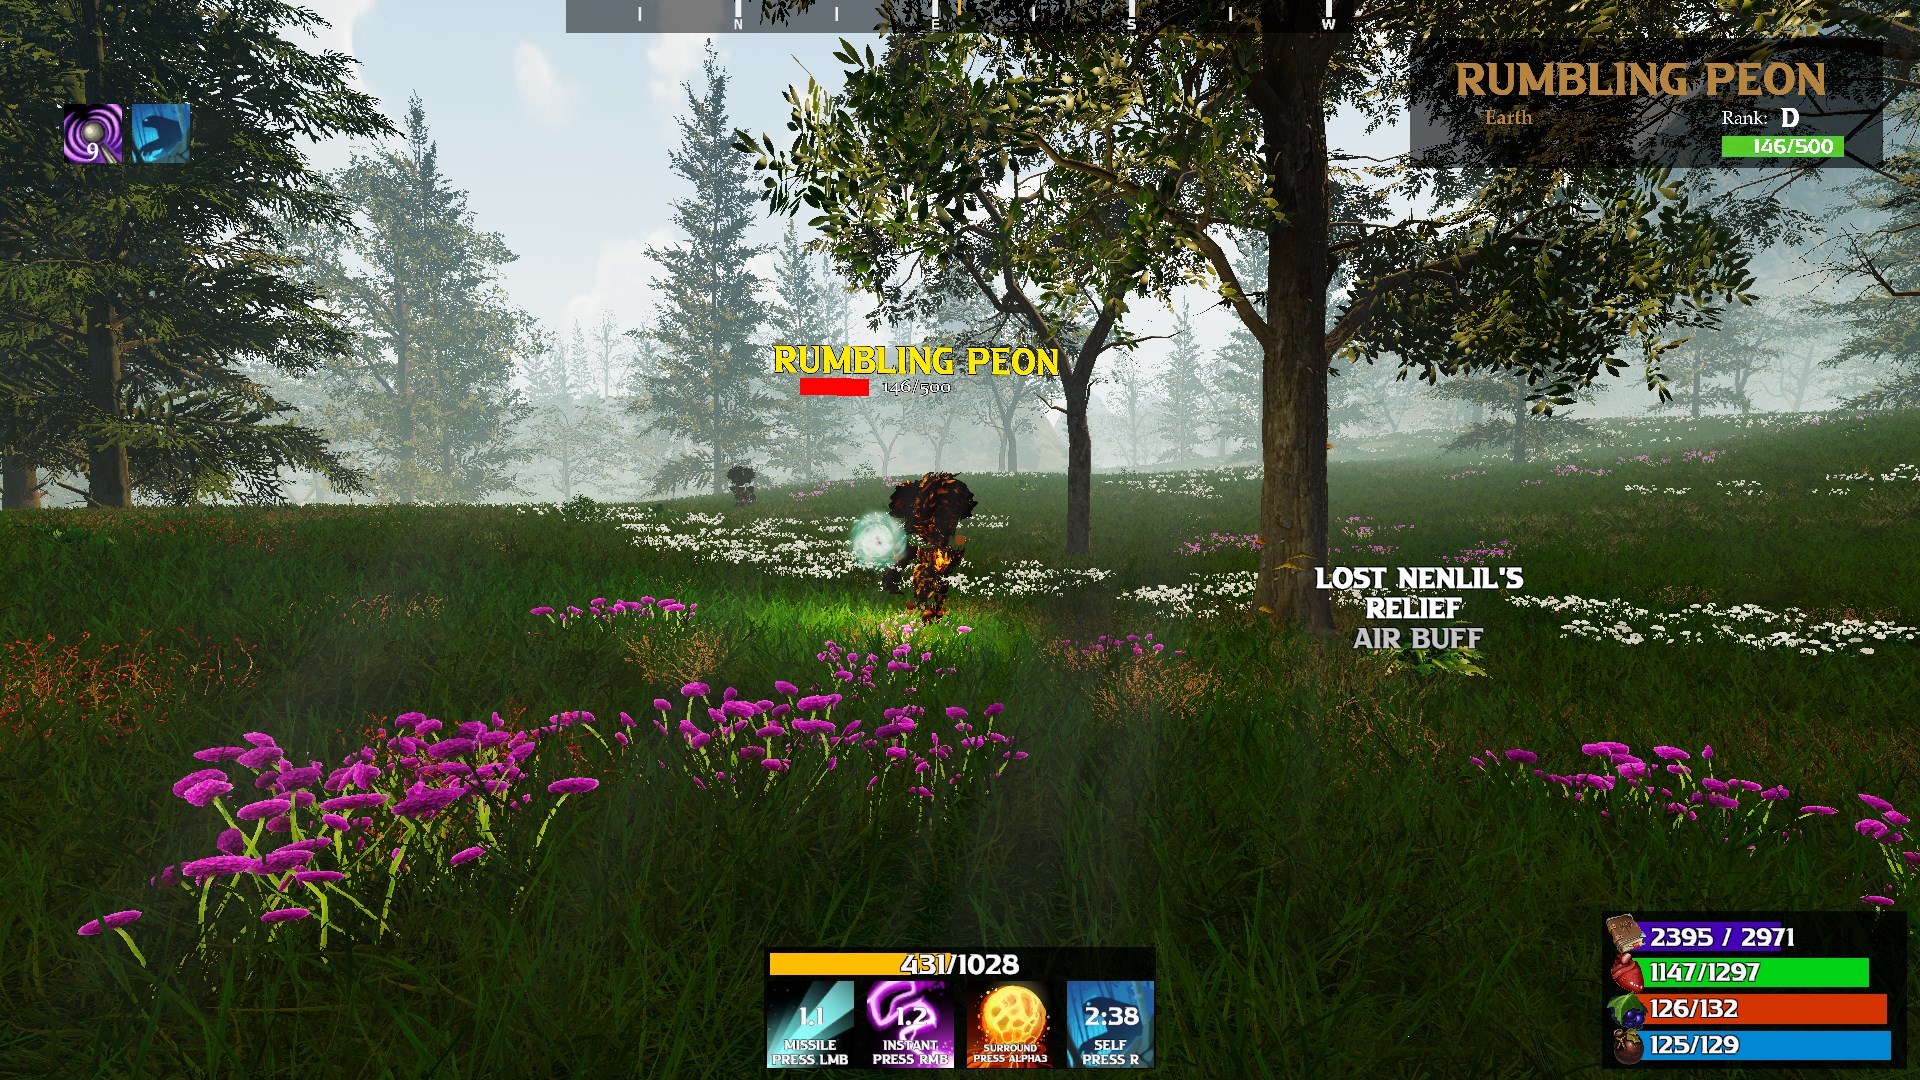 N
E
S
W
RUMBLING PEON
Earth
Rank: D
146/500
9
RUMBLING PEON
146/500
LOST NENLIL'S
RELIEF
AIR BUFF
431/1028
1.1
MISSILE
PRESS LMB
1.2
INSTANT
PRESS RMB
SURROUND
PRESS ALPHA3
2:38
SELF
PRESS R
2395 / 2971
1147/1297
126/132
125/129